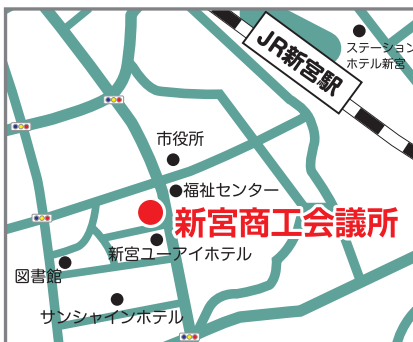 JR新宮駅
ステーション
ホテル新宮
市役所
福祉センター
新宮商工会議所
新宮ユーアイホテル
図書館
サンシャインホテル